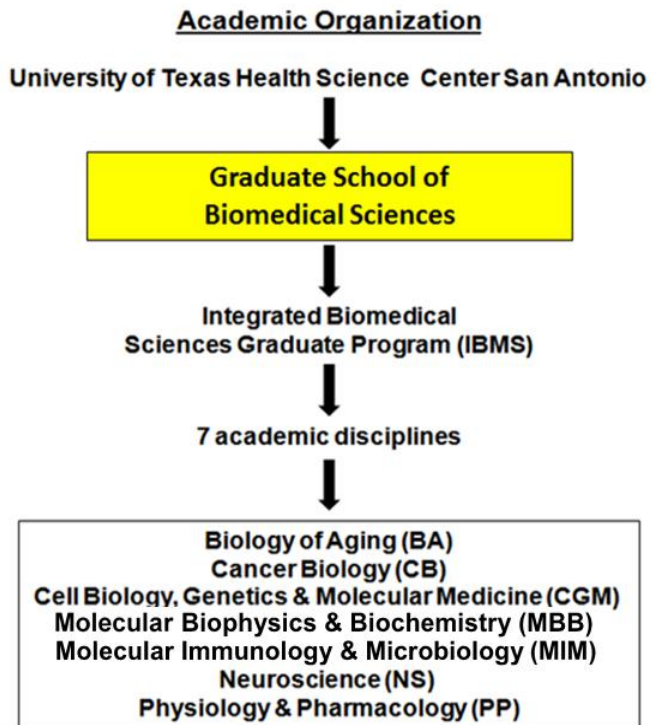 Academic Organization
University of Texas Health Science Center San Antonio
Graduate School of
Biomedical Sciences
Integrated Biomedical
Sciences Graduate Program (IBMS)
7 academic disciplines
Biology of Aging (BA)
Cancer Biology (CB)
Cell Biology, Genetics & Molecular Medicine (CGM)
Molecular Biophysics & Biochemistry (MBB)
Molecular Immunology & Microbiology (MIM)
Neuroscience (NS)
Physiology & Pharmacology (PP)